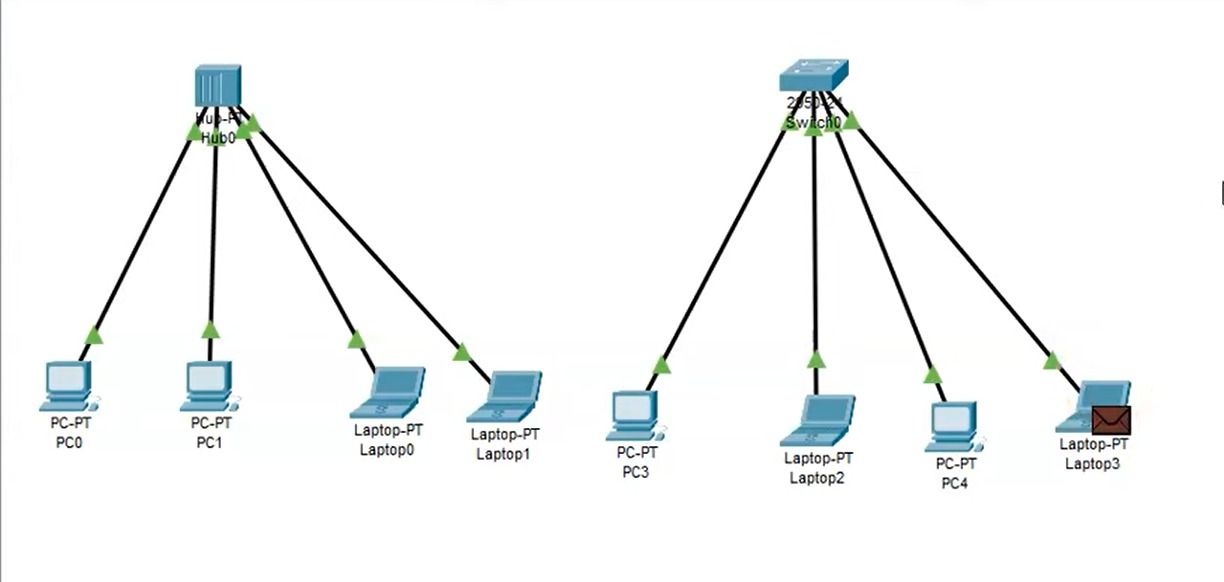 Hub-PT
Hub0
2950-24
Switch0
PC-PT
PC0
PC-PT
PC1
Laptop-PT
Laptop0
Laptop-PT
Laptop1
PC-PT
PC3
Laptop-PT
Laptop2
PC-PT
PC4
Laptop-PT
Laptop3